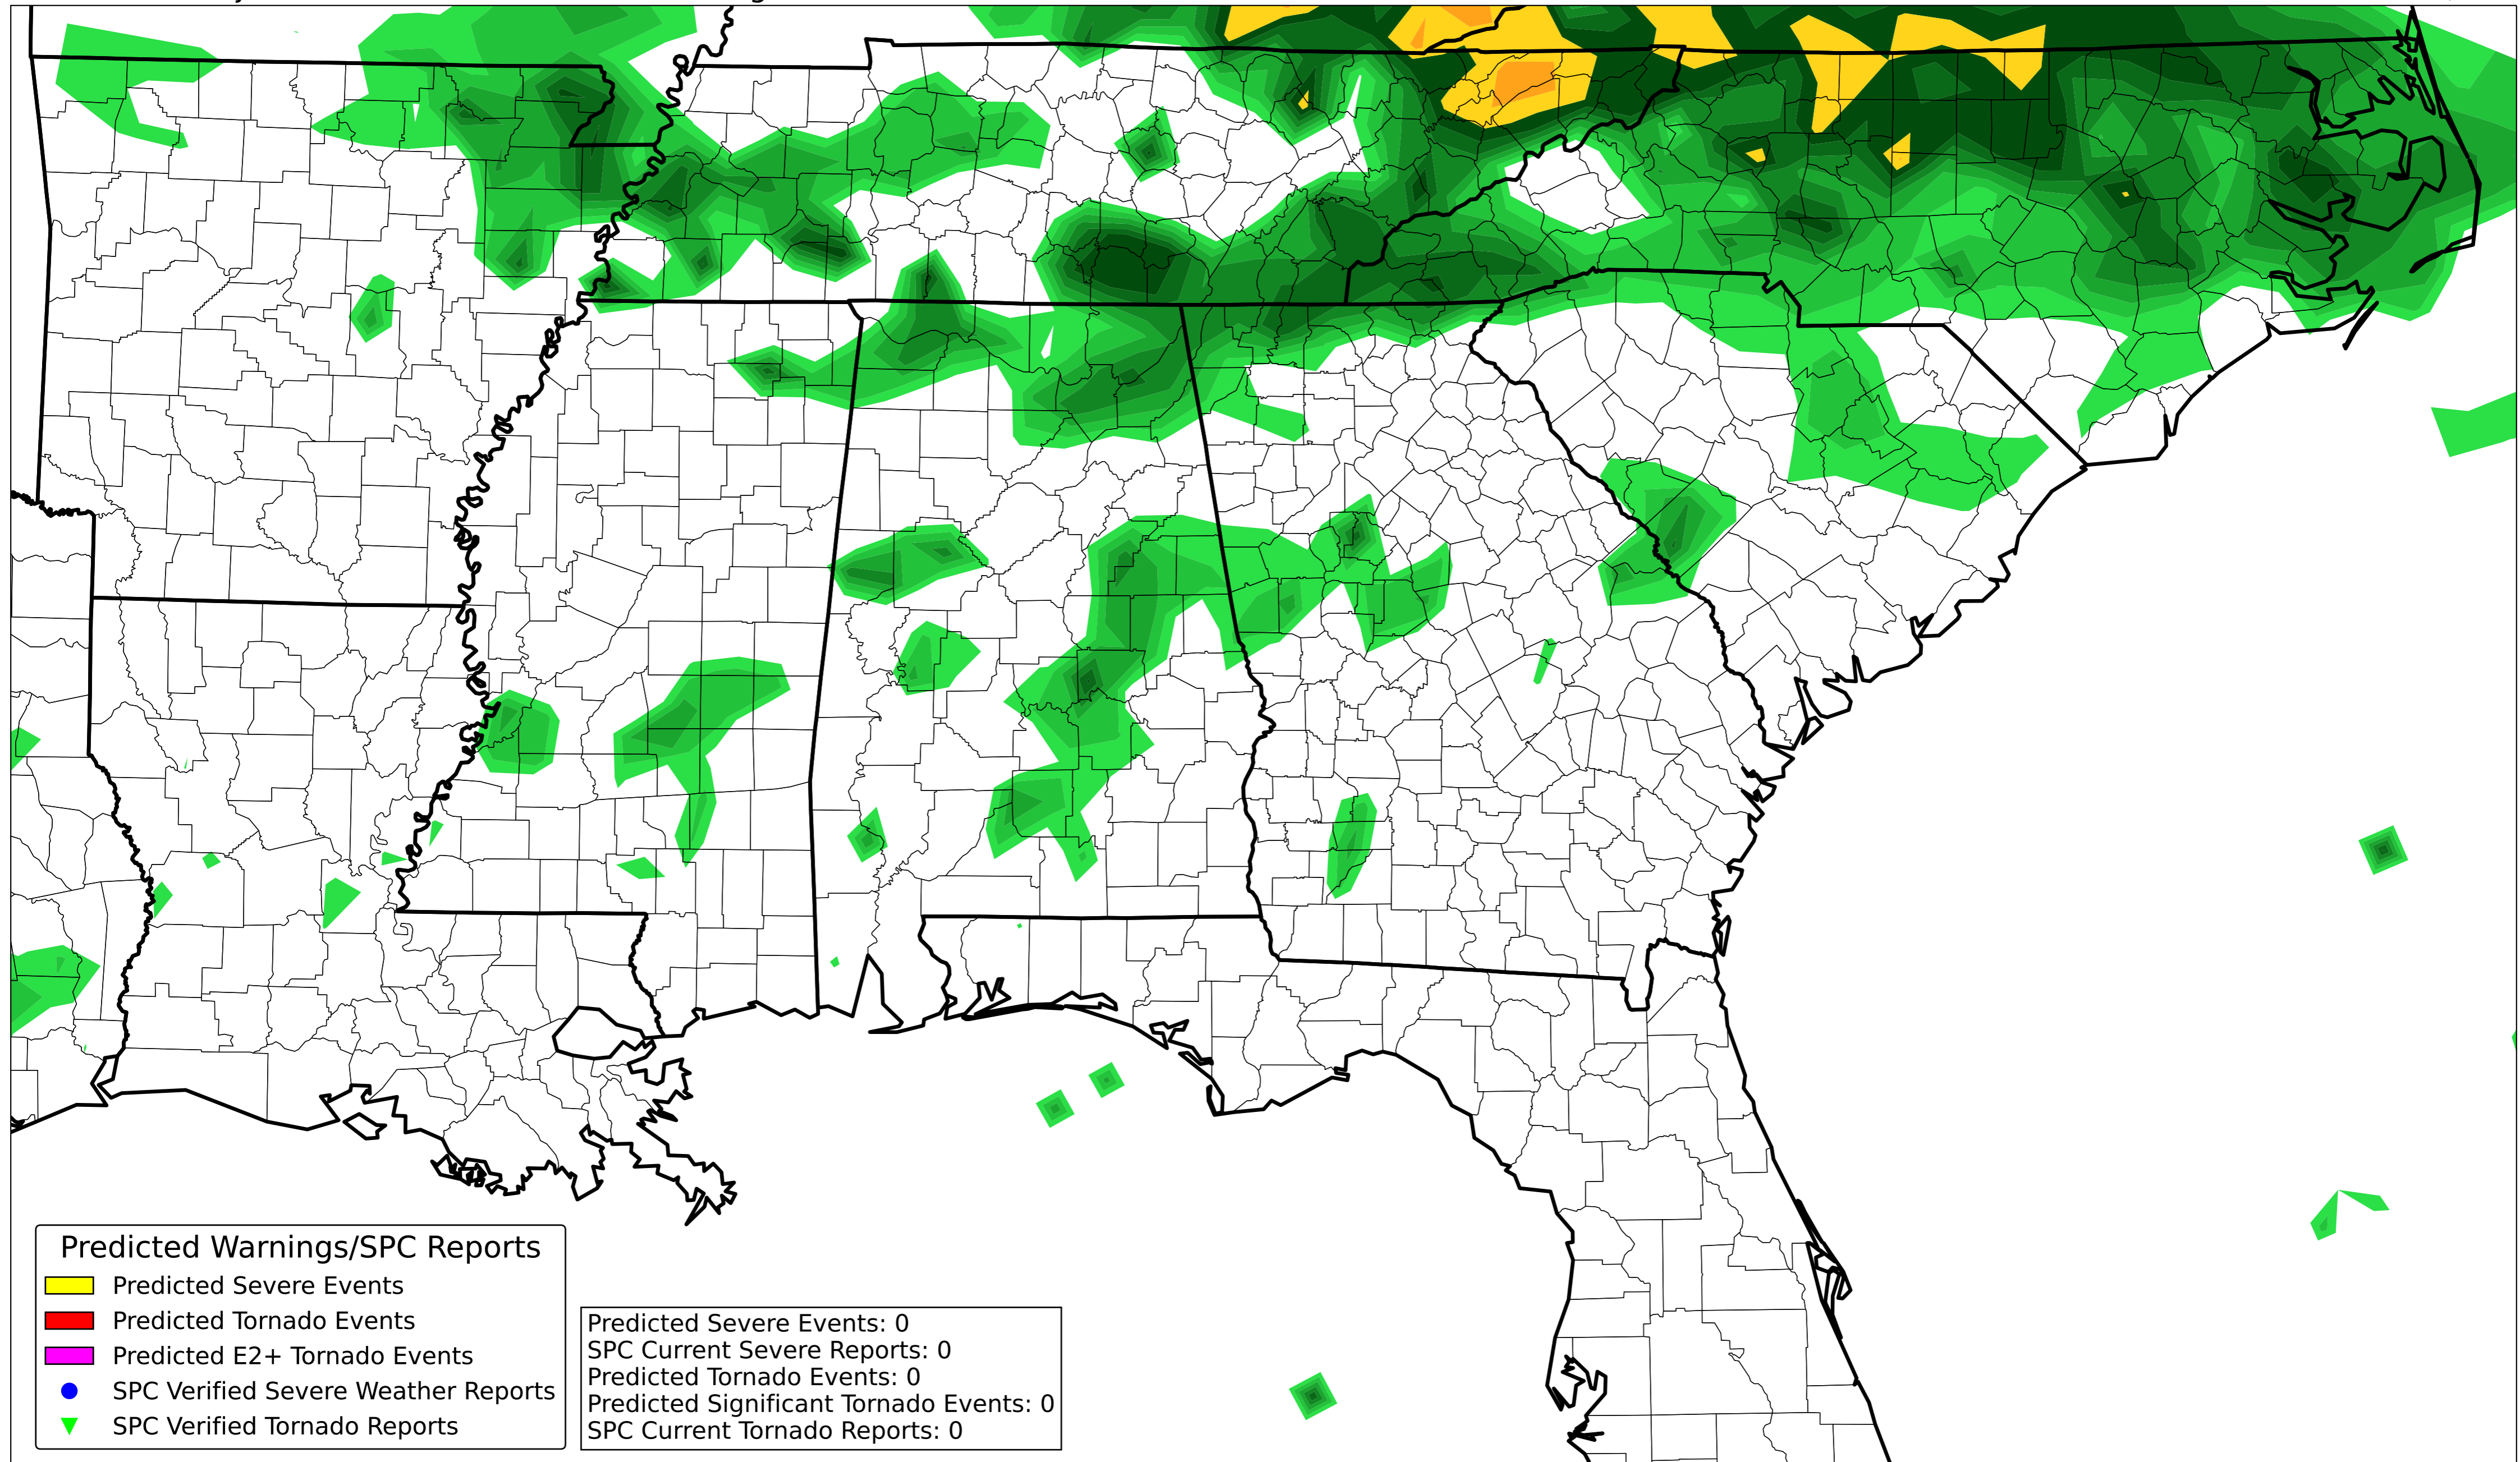 Predicted Warnings/SPC Reports
Predicted Severe Events
Predicted Tornado Events
Predicted E2+ Tornado Events
SPC Verified Severe Weather Reports
SPC Verified Tornado Reports
Predicted Severe Events: 0
SPC Current Severe Reports: 0
Predicted Tornado Events: 0
Predicted Significant Tornado Events: 0
SPC Current Tornado Reports: 0